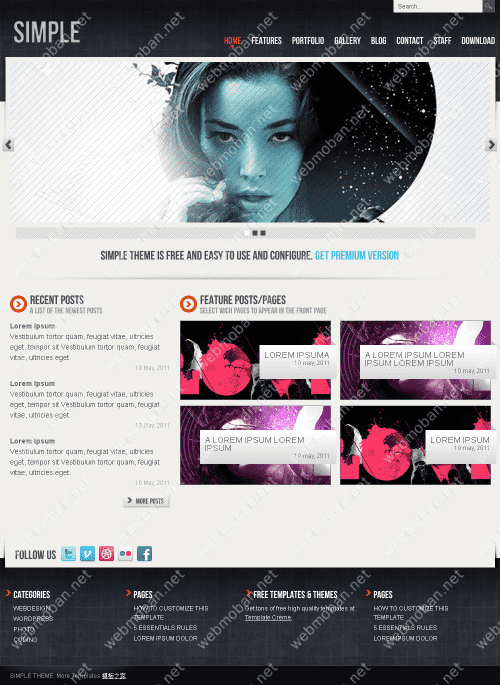 Search...
SIMPLE
HOME FEATURES PORTFOLIO GALLERY BLOG CONTACT STAFF DOWNLOAD
SIMPLE THEME IS FREE AND EASY TO USE AND CONFIGURE. GET PREMIUM VERSION
RECENT POSTS
A LIST OF THE NEWEST POSTS
Lorem ipsum
Vestibulum tortor quam, feugiat vitae, ultricies
eget, tempor sit Vestibulum tortor quam, feugiat
vitae, ultricies eget.
10 May, 2011
Lorem ipsum
Vestibulum tortor quam, feugiat vitae, ultricies
eget, tempor sit Vestibulum tortor quam, feugiat
vitae, ultricies eget.
10 May, 2011
Lorem ipsum
Vestibulum tortor quam, feugiat vitae, ultricies
eget, tempor sit Vestibulum tortor quam, feugiat
vitae, ultricies eget.
10 May, 2011
MORE POSTS
FEATURE POSTS/PAGES
SELECT WICH PAGES TO APPEAR IN THE FRONT PAGE
LOREM IPSUMA
10 may, 2011
A LOREM IPSUM LOREM
IPSUM LOREM IPSUM
10 may, 2011
A LOREM IPSUM LOREM
IPSUM
10 may, 2011
LOREM IPSUM
10 may, 2011
FOLLOW US
CATEGORIES
WEBDESIGN
WORDPRESS
PHOTO
CODING
PAGES
HOW TO CUSTOMIZE THIS
TEMPLATE
5 ESSENTIALS RULES
LOREM IPSUM DOLOR
FREE TEMPLATES & THEMES
Get tons of free high quality templates at
Template Creme.
PAGES
HOW TO CUSTOMIZE THIS
TEMPLATE
5 ESSENTIALS RULES
LOREM IPSUM DOLOR
SIMPLE THEME. More Templates 模板之家
webmoban.net